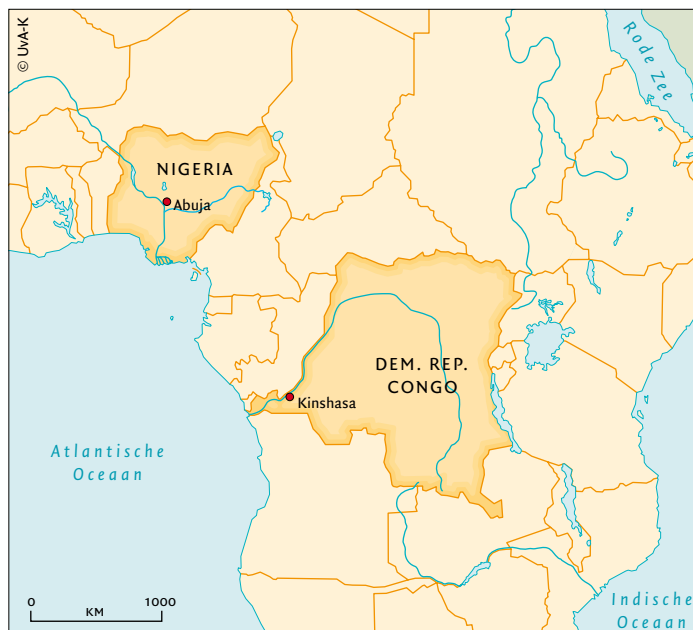 © UvA-K
Rode Zee
NIGERIA
Abuja
DEM. REP.
CONGO
Kinshasa
Atlantische
Oceaan
0 1000
KM
Indische
Oceaan